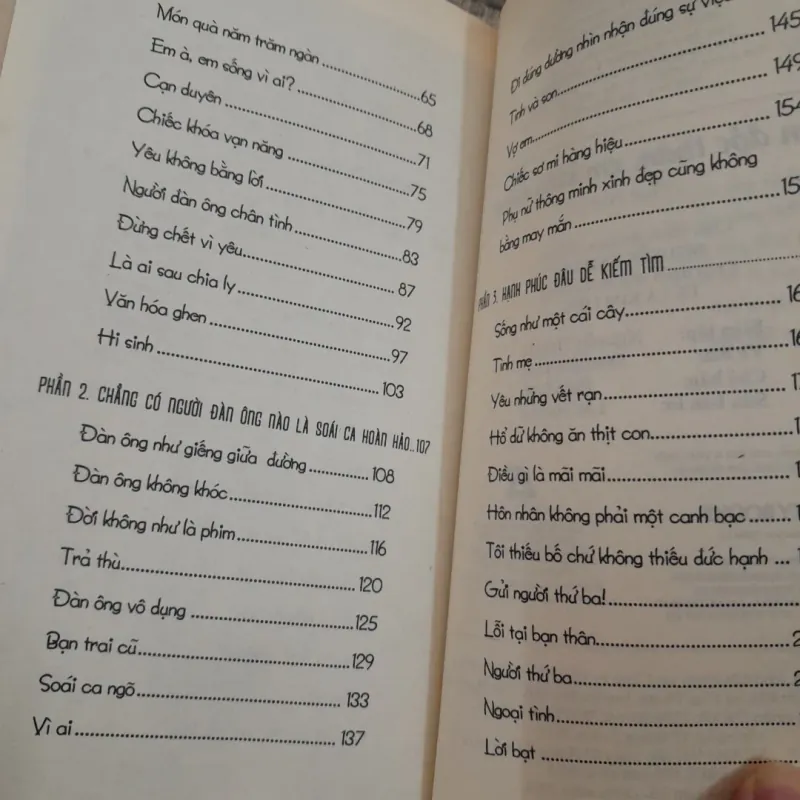 Món quà năm trăm ngàn ........ 65
Em à, em sống vì ai? ........ 68
Cạn duyên ........ 71
Chiếc khóa vạn năng ........ 75
Yêu không bằng lời ........ 79
Người đàn ông chân tình ........ 83
Đừng chết vì yêu ........ 87
Là ai sau chia ly ........ 92
Văn hóa ghen ........ 97
Hi sinh ........ 103
PHẦN 2. CHẲNG CÓ NGƯỜI ĐÀN ÔNG NÀO LÀ SOÁI CA HOÀN HẢO..107
Đàn ông như giếng giữa đường ........ 108
Đàn ông không khóc ........ 112
Đời không như là phim ........ 116
Trả thù ........ 120
Đàn ông vô dụng ........ 125
Bạn trai cũ ........ 129
Soái ca ngõ ........ 133
Vì ai ........ 137
Đi đúng đường nhìn nhận đúng sự việc ........ 145
Tình và son ........ 149
Vợ em ........ 154
Chiếc sơ mi hàng hiệu ........ 15
Phụ nữ thông minh xinh đẹp cũng không
bằng may mắn ........
PHẦN 3. HẠNH PHÚC ĐÂU DỄ KIẾM TÌM ........
Sống như một cái cây ........ 16
Tình mẹ ........ 16
Yêu những vết rạn ........ 17
Hổ dữ không ăn thịt con ........ 1
Điều gì là mãi mãi ........ 1
Hôn nhân không phải một canh bạc ........ 1
Tôi thiếu bố chứ không thiếu đức hạnh ... 1
Gửi người thứ ba! ........
Lỗi tại bạn thân ........ 2
Người thứ ba ........ 2
Ngoại tình ........
Lời bạt ........